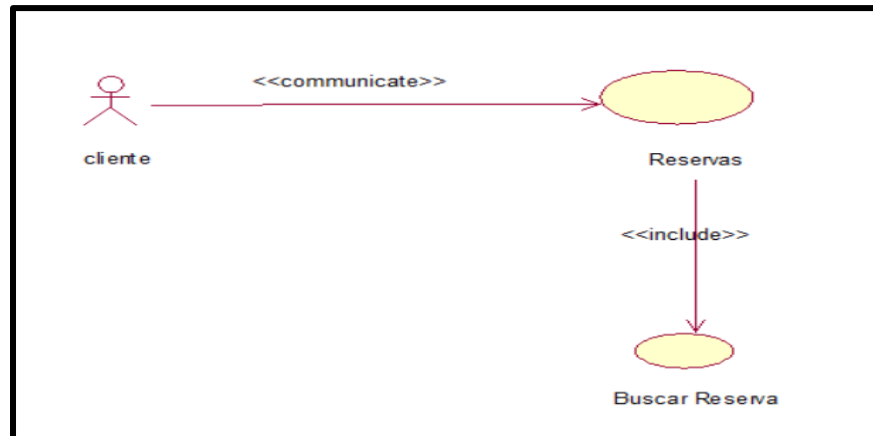 <<communicate>>
cliente
Reservas
<<include>>
Buscar Reserva